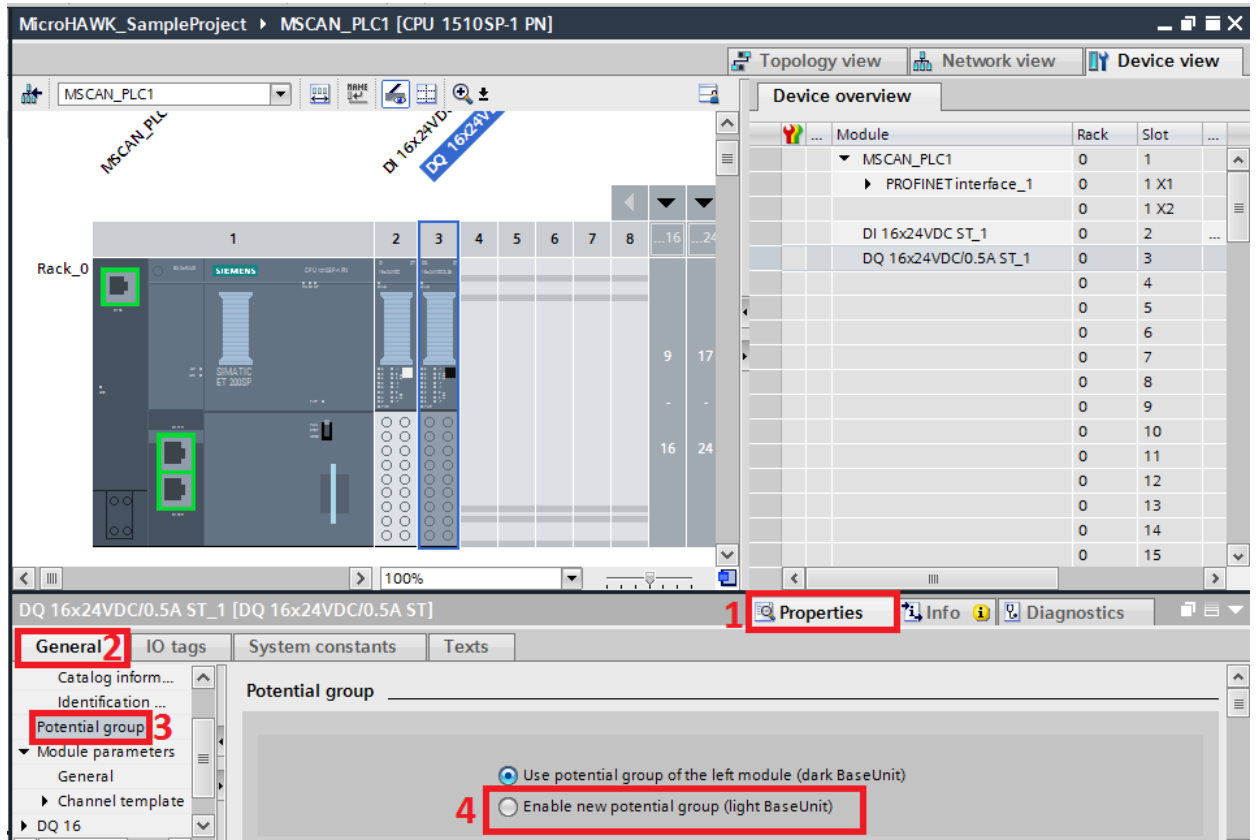 MicroHAWK_SampleProject ▸ MSCAN_PLC1 [CPU 1510SP-1 PN]
Topology view Network view Device view
MSCAN_PLC1
Device overview
... Module Rack Slot ...
MSCAN_PLC1 0 1
PROFINET interface_1 0 1 X1
0 1 X2
DI 16x24VDC ST_1 0 2 ...
DQ 16x24VDC/0.5A ST_1 0 3
0 4
0 5
0 6
0 7
0 8
0 9
0 10
0 11
0 12
0 13
0 14
0 15
MSCAN_PLC
DI 16x24VDC
DQ 16x24V
1 2 3 4 5 6 7 8 ...16 ...24
Rack_0
SIEMENS
SIMATIC
ET 200SP
9 17
- -
16 24
100%
DQ 16x24VDC/0.5A ST_1 [DQ 16x24VDC/0.5A ST]
1 Properties Info Diagnostics
General 2 IO tags System constants Texts
Catalog inform...
Identification ...
Potential group 3
Module parameters
General
Channel template
DQ 16
Potential group
Use potential group of the left module (dark BaseUnit)
4 Enable new potential group (light BaseUnit)